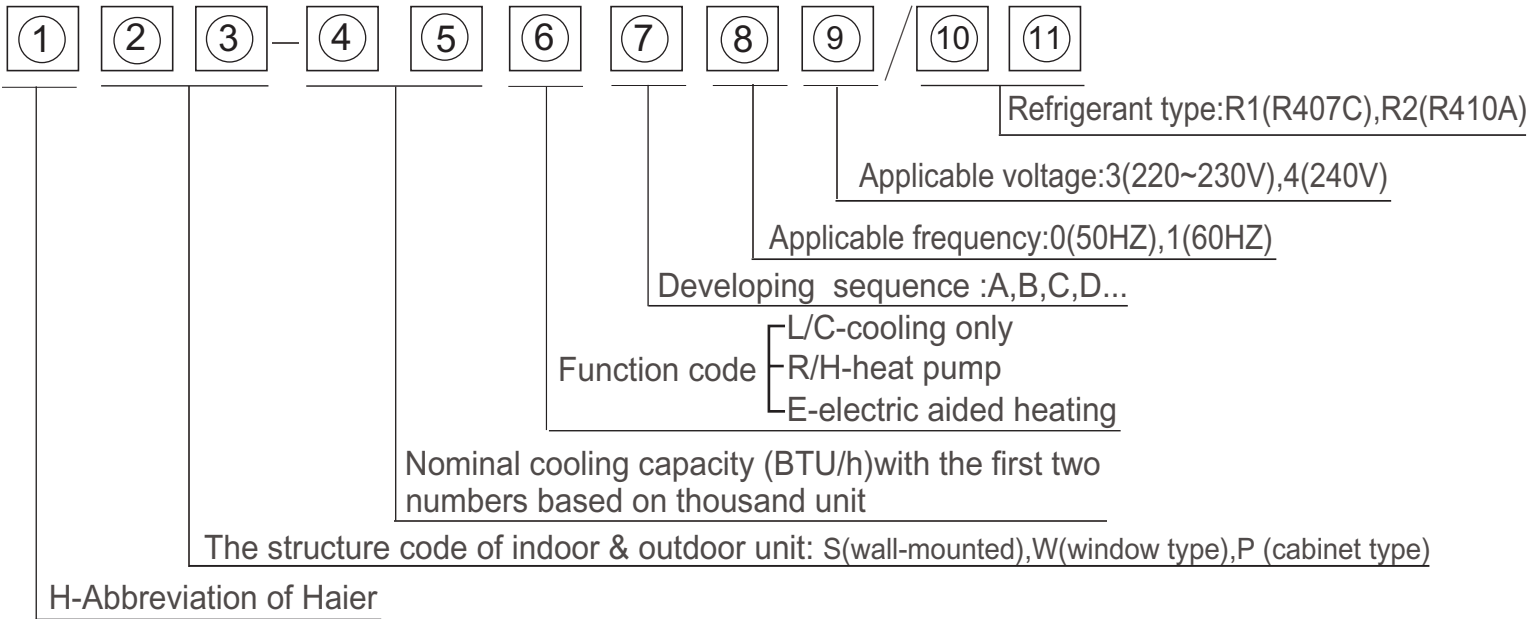 ① ② ③ — ④ ⑤ ⑥ ⑦ ⑧ ⑨ / ⑩ ⑪
Refrigerant type:R1(R407C),R2(R410A)
Applicable voltage:3(220~230V),4(240V)
Applicable frequency:0(50HZ),1(60HZ)
Developing sequence :A,B,C,D...
L/C-cooling only
Function code R/H-heat pump
E-electric aided heating
Nominal cooling capacity (BTU/h)with the first two
numbers based on thousand unit
The structure code of indoor & outdoor unit: S(wall-mounted),W(window type),P (cabinet type)
H-Abbreviation of Haier